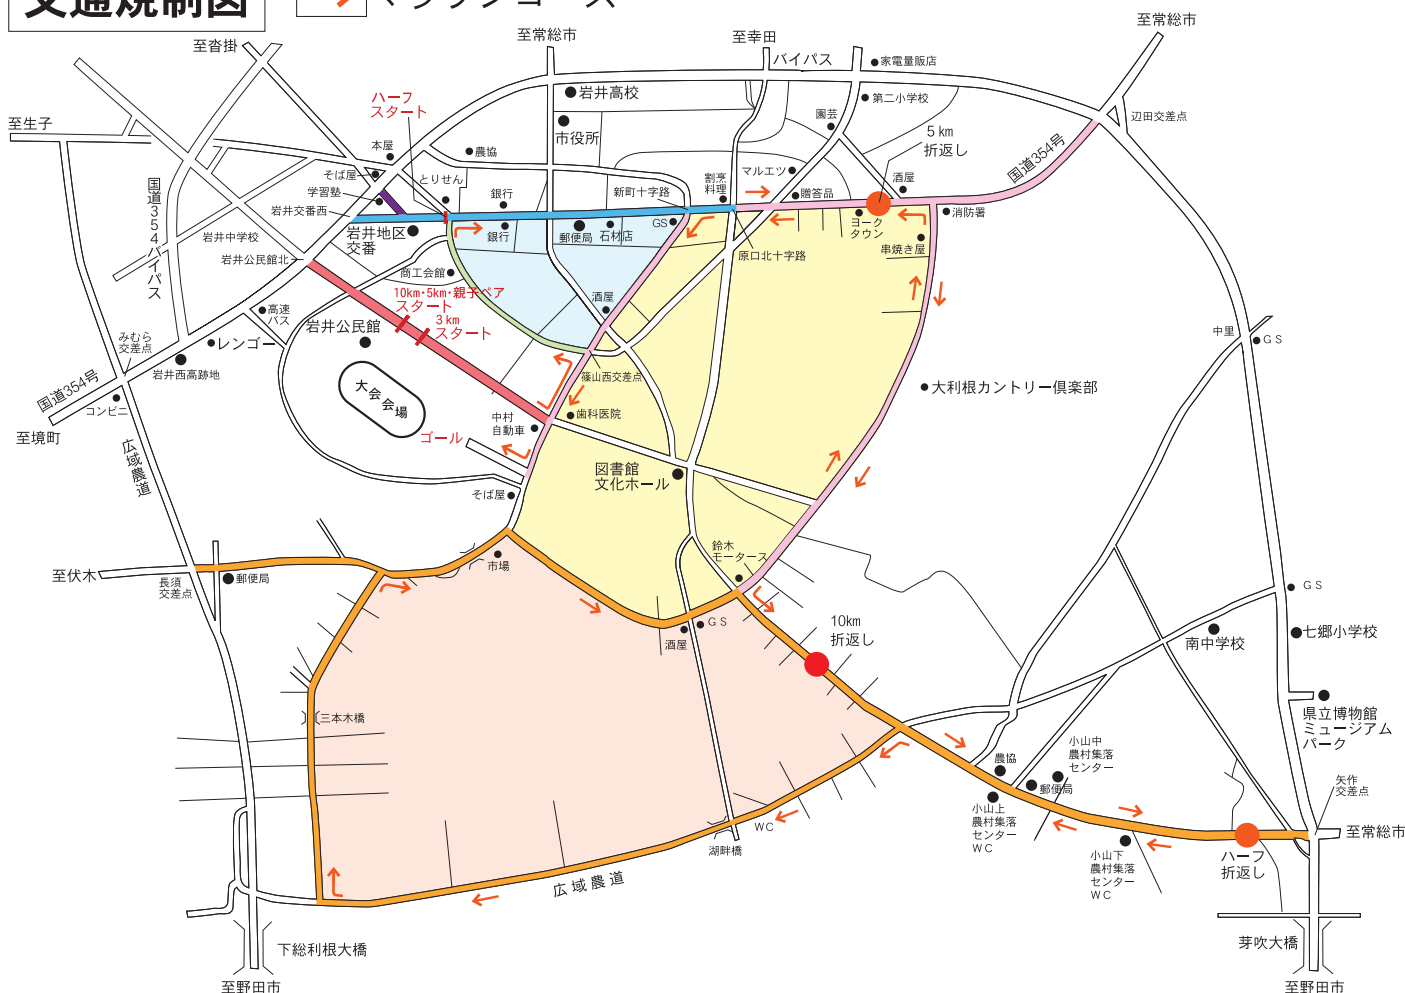 交通規制図
マラソンコース
至常総市
至常総市
至幸田
至沓掛
バイパス
家電量販店
岩井高校
第二小学校
ハーフ
スタート
園芸
辺田交差点
至生子
市役所
5km
折返し
国道354号
本屋
農協
そば屋
とりせん
マルエツ
割烹
料理
酒屋
国道354バイパス
学習塾
銀行
新町十字路
贈答品
岩井交番西
消防署
GS
ヨーク
タウン
岩井地区
交番
銀行
郵便局
石材店
岩井中学校
串焼き屋
岩井公民館北
原口北十字路
商工会館
10km・5km・親子ペア
スタート
酒屋
高速
バス
3km
スタート
岩井公民館
みむら
交差点
レンゴー
中里
GS
岩井西高跡地
篠山西交差点
国道354号
大会会場
大利根カントリー倶楽部
コンビニ
中村
自動車
歯科医院
至境町
ゴール
広域農道
図書館
文化ホール
そば屋
鈴木
モータース
市場
至伏木
郵便局
長須
交差点
GS
10km
折返し
GS
酒屋
七郷小学校
南中学校
三本木橋
県立博物館
ミュージアム
パーク
小山中
農村集落
センター
農協
郵便局
矢作
交差点
小山上
農村集落
センター
WC
WC
至常総市
湖畔橋
小山下
農村集落
センター
WC
ハーフ
折返し
広域農道
下総利根大橋
芽吹大橋
至野田市
至野田市